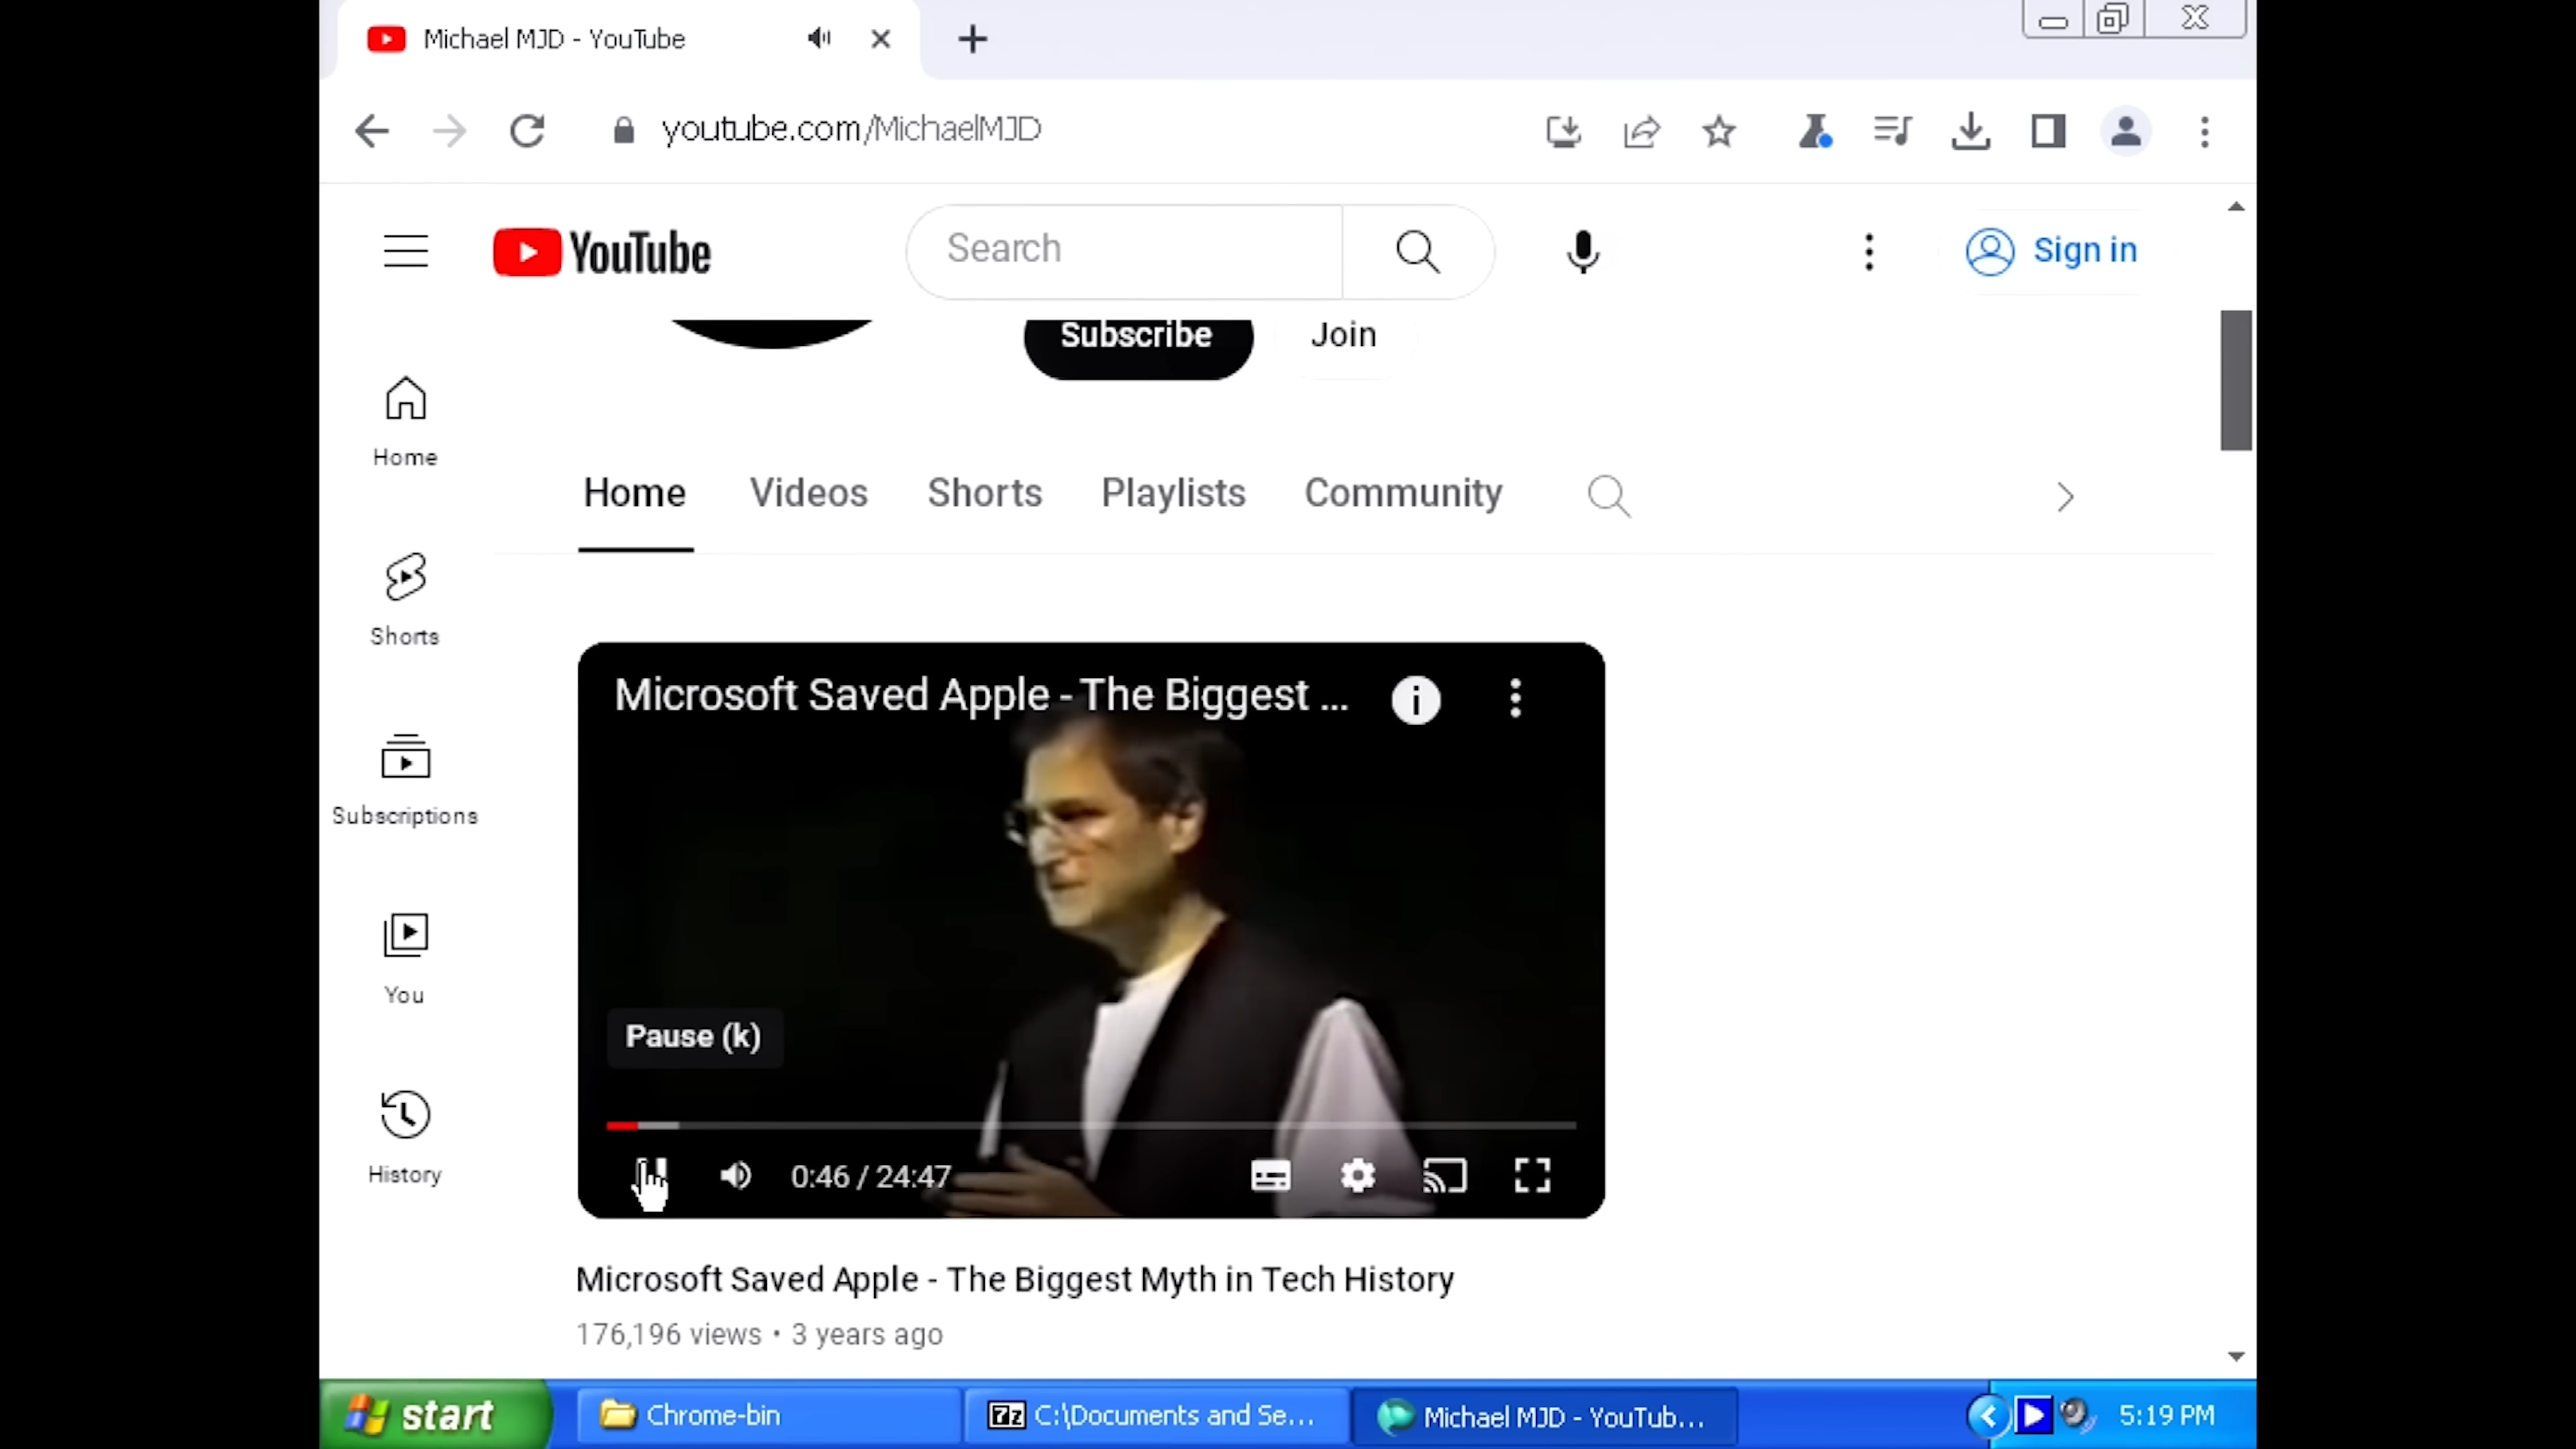 Michael MJD - YouTube
youtube.com/MichaelMJD
YouTube
Search
Sign in
Subscribe
Join
Home
Shorts
Subscriptions
You
History
Home
Videos
Shorts
Playlists
Community
Microsoft Saved Apple - The Biggest ...
Pause (k)
0:46 / 24:47
Microsoft Saved Apple - The Biggest Myth in Tech History
176,196 views • 3 years ago
start
Chrome-bin
7z
C:\Documents and Se...
Michael MJD - YouTub...
5:19 PM